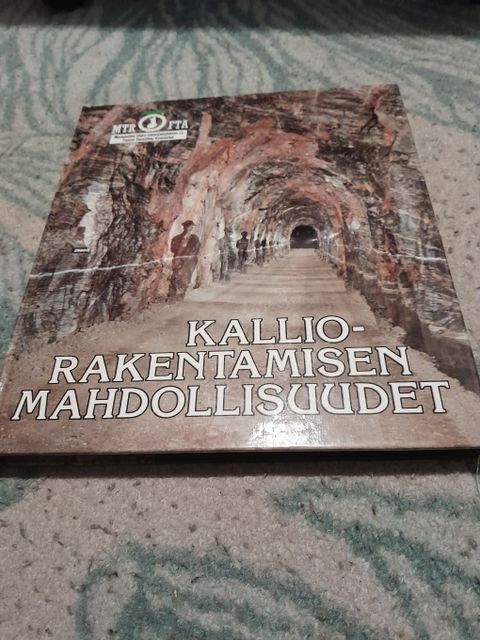 MTR FTA
KALLIO-
RAKENTAMISEN
MAHDOLLISUUDET